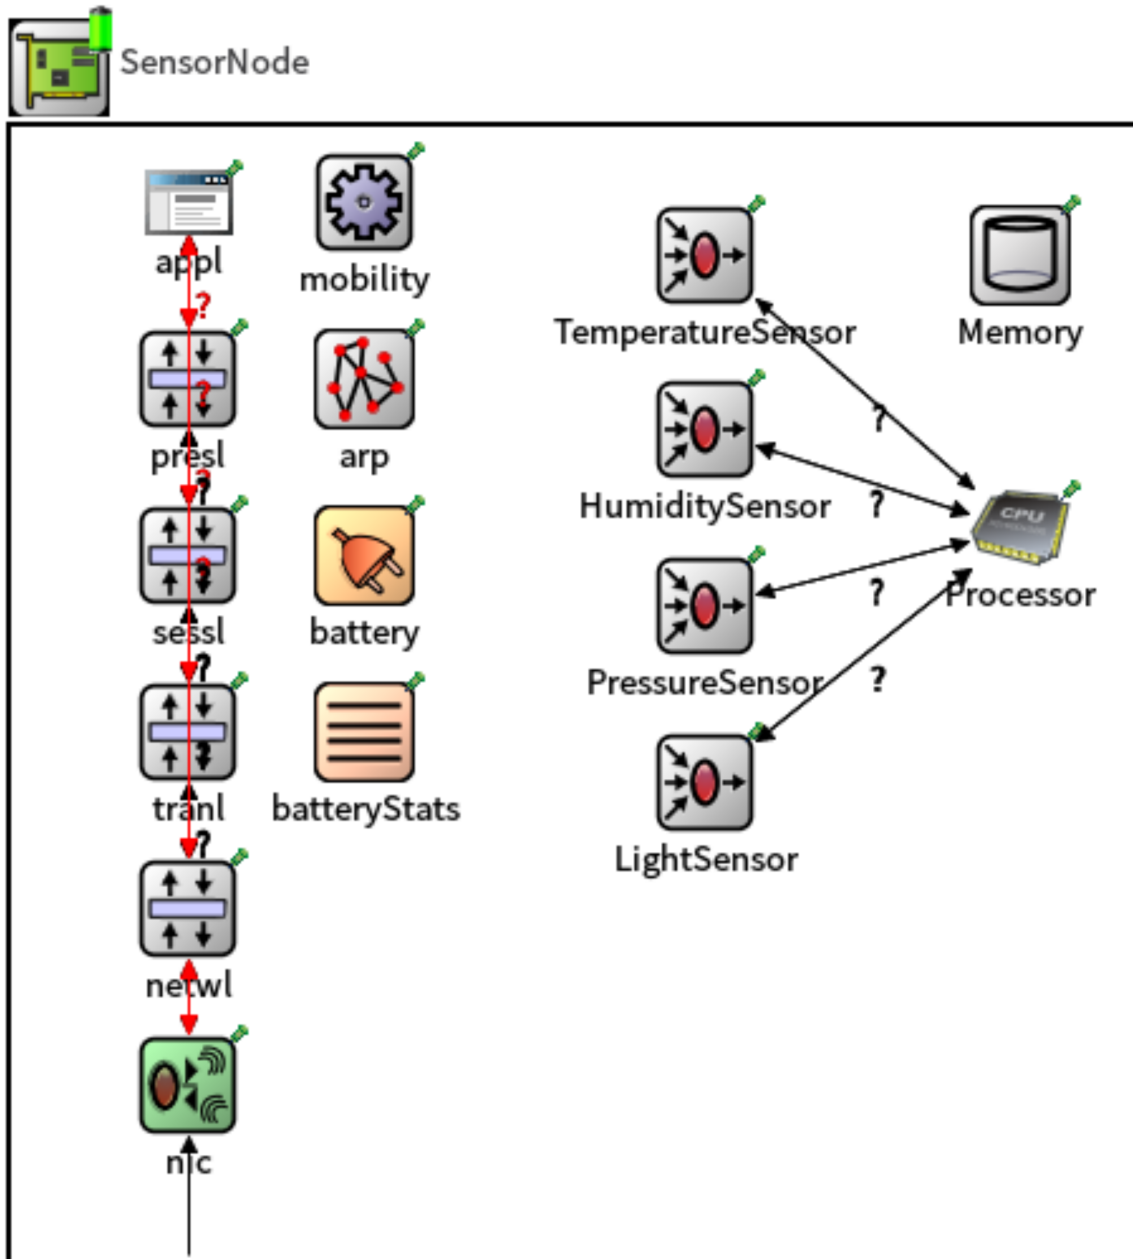 SensorNode
appl
mobility
TemperatureSensor
Memory
?
?
?
presl
arp
HumiditySensor
?
CPU
?
?
?
sessl
battery
PressureSensor
?
Processor
?
?
?
tranl
batteryStats
LightSensor
?
netwl
nic